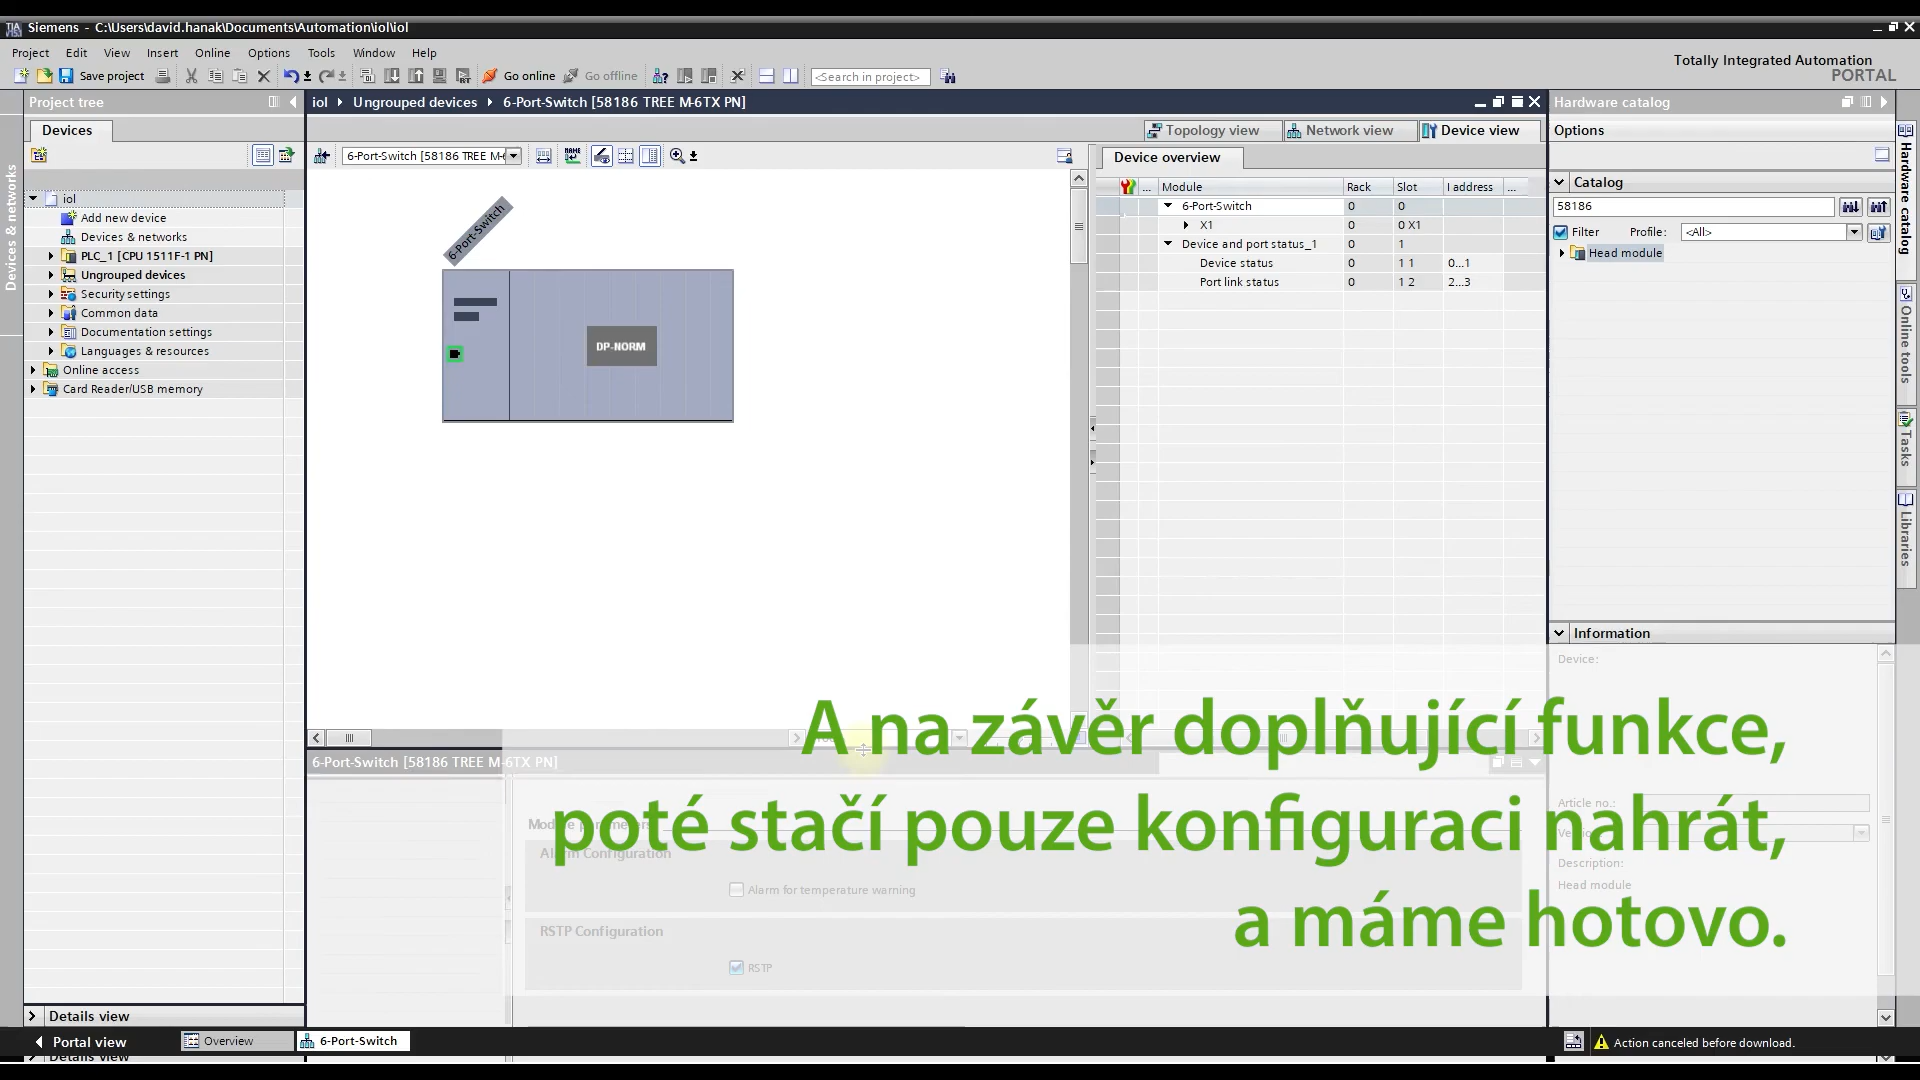 Siemens - C:\Users\david.hanak\Documents\Automation\iol\iol
Project Edit View Insert Online Options Tools Window Help
Totally Integrated Automation
PORTAL
Save project
Go online
Go offline
<Search in project>
Project tree
iol Ungrouped devices 6-Port-Switch [58186 TREE M-6TX PN]
Hardware catalog
Devices
Topology view
Network view
Device view
Options
6-Port-Switch [58186 TREE M-6
Device overview
Devices & networks
Module Rack Slot I address ...
6-Port-Switch 0 0
X1 0 0 X1
Device and port status_1 0 1
Device status 0 1 1 0...1
Port link status 0 1 2 2...3
iol
Add new device
Devices & networks
PLC_1 [CPU 1511F-1 PN]
Ungrouped devices
Security settings
Common data
Documentation settings
Languages & resources
Online access
Card Reader/USB memory
6-Port-Switch
DP-NORM
Catalog
58186
Filter Profile: <All>
Head module
Hardware catalog
Online tools
Tasks
Libraries
Information
Device:
Article no.:
Description:
Head module
6-Port-Switch [58186 TREE M-6TX PN]
Module parameters
Alarm Configuration
Alarm for temperature warning
RSTP Configuration
RSTP
A na závěr doplňující funkce,
poté stačí pouze konfiguraci nahrát,
a máme hotovo.
Details view
Portal view
Overview
6-Port-Switch
Action canceled before download.
Details view